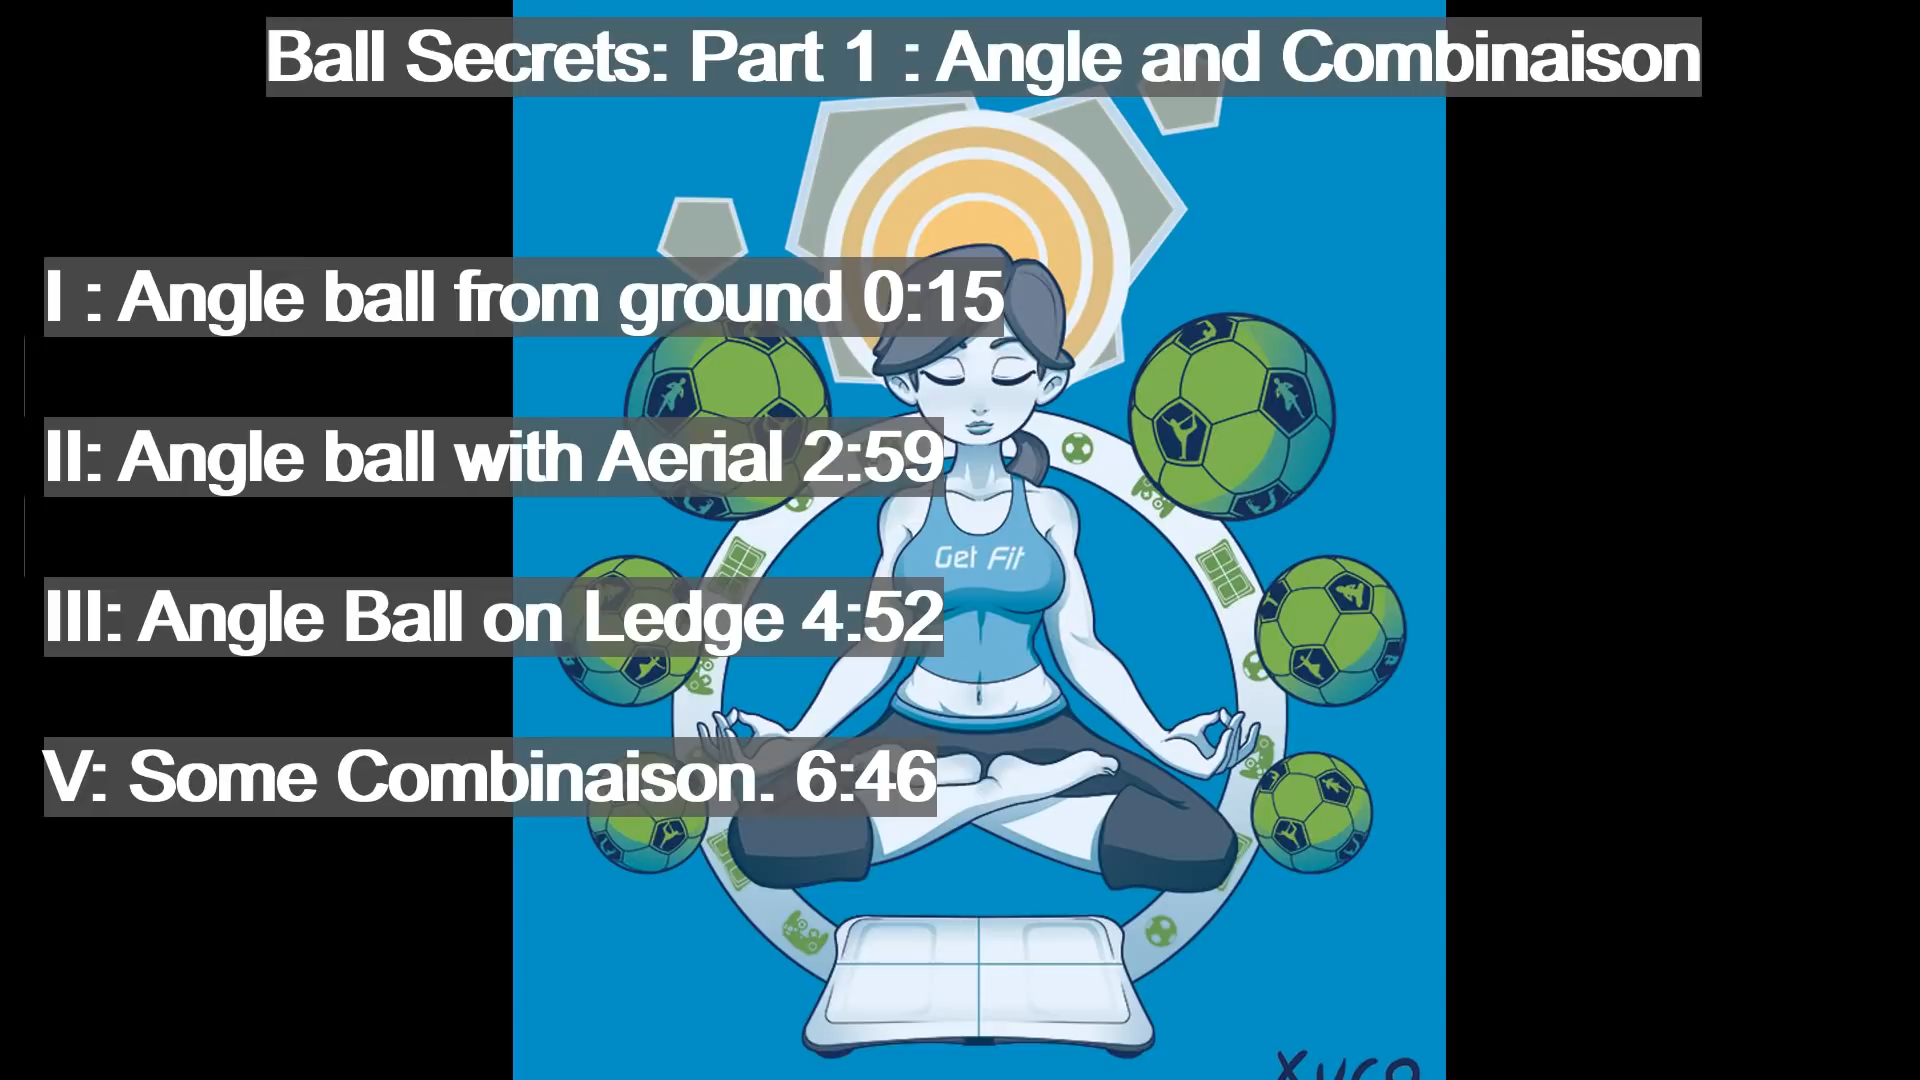 Ball Secrets: Part 1 : Angle and Combinaison
I : Angle ball from ground 0:15
II: Angle ball with Aerial 2:59
Get Fit
III: Angle Ball on Ledge 4:52
V: Some Combinaison. 6:46